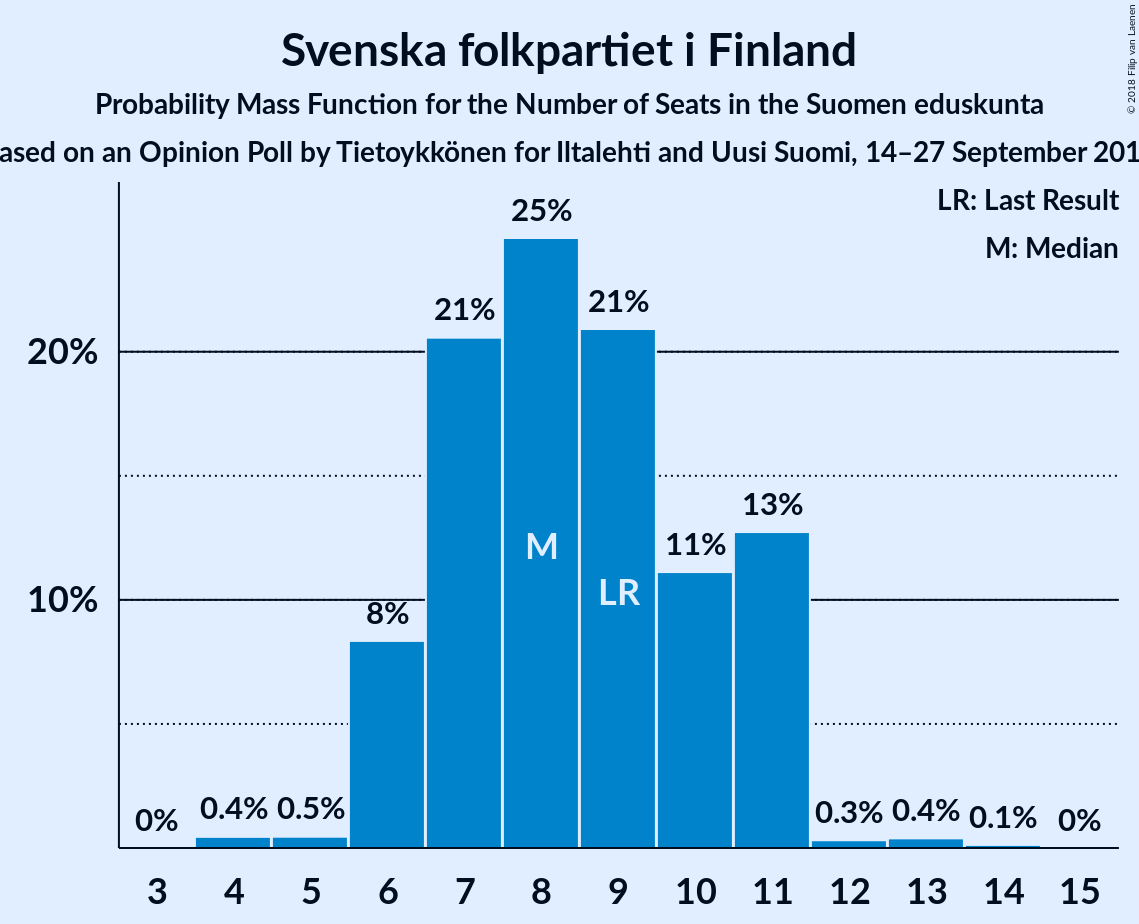 Svenska folkpartiet i Finland
Probability Mass Function for the Number of Seats in the Suomen eduskunta
ased on an Opinion Poll by Tietoykkönen for Iltalehti and Uusi Suomi, 14–27 September 201
© 2018 Filip van Laenen
LR: Last Result
M: Median
20%
10%
0%
0.4%
0.5%
8%
21%
25%
21%
11%
13%
0.3%
0.4%
0.1%
0%
M
LR
3 4 5 6 7 8 9 10 11 12 13 14 15